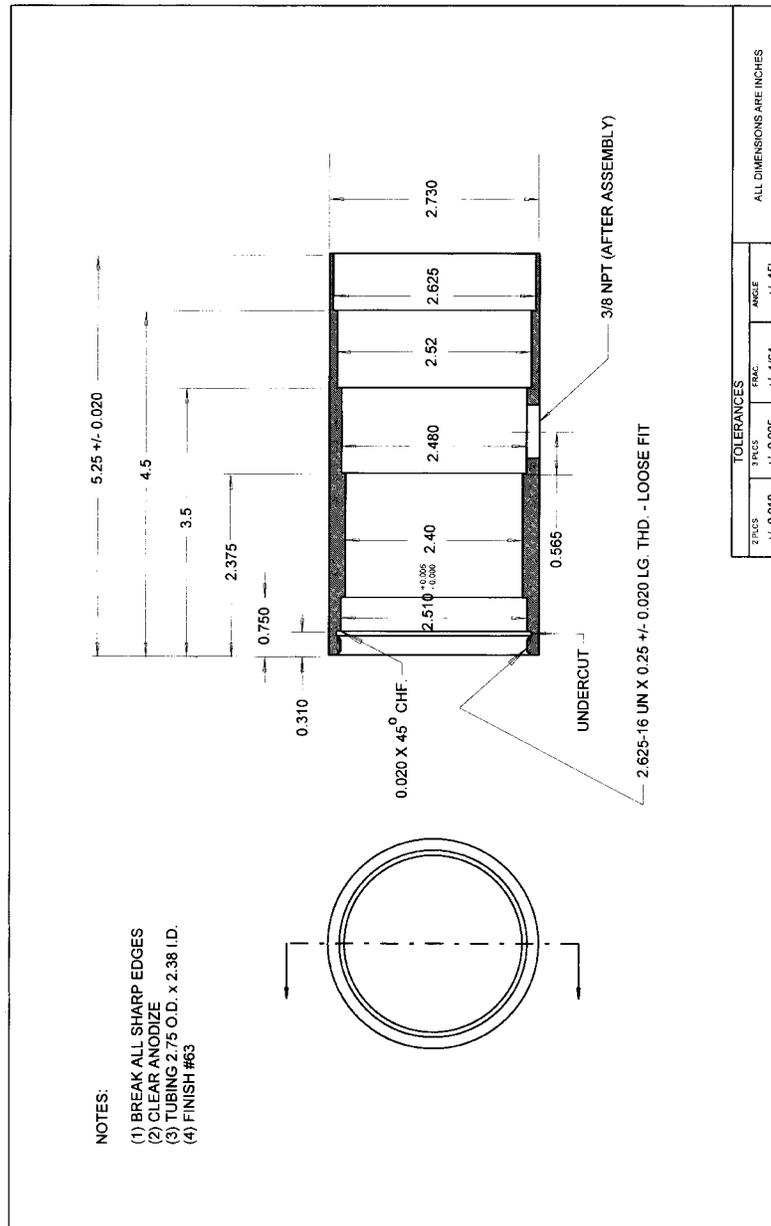 NOTES:
(1) BREAK ALL SHARP EDGES
(2) CLEAR ANODIZE
(3) TUBING 2.75 O.D. x 2.38 I.D.
(4) FINISH #63
5.25 +/- 0.020
4.5
3.5
2.375
0.750
0.310
0.020 X 45° CHF.
2.510 +0.005 -0.000
2.40
2.480
2.52
2.625
2.730
0.565
UNDERCUT
2.625-16 UN X 0.25 +/- 0.020 LG. THD. - LOOSE FIT
3/8 NPT (AFTER ASSEMBLY)
TOLERANCES
2 PLCS 3 PLCS FRAC. ANGLE
ALL DIMENSIONS ARE INCHES